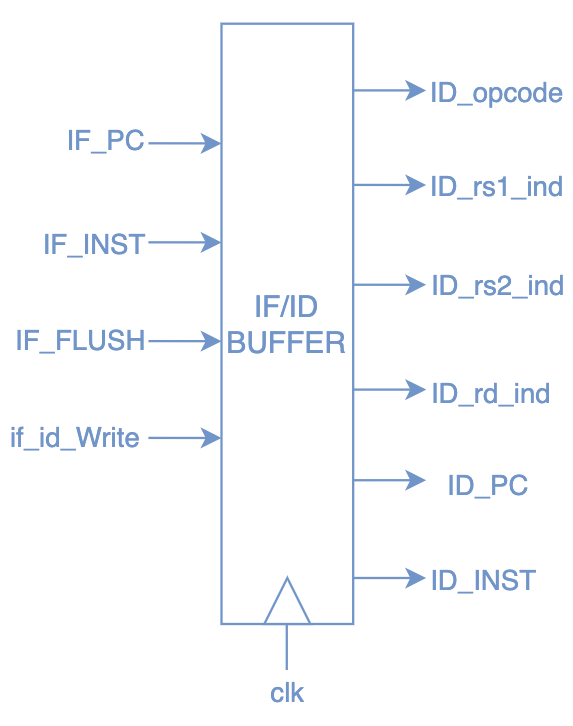 IF_PC
IF_INST
IF_FLUSH
if_id_Write
IF/ID
BUFFER
ID_opcode
ID_rs1_ind
ID_rs2_ind
ID_rd_ind
ID_PC
ID_INST
clk